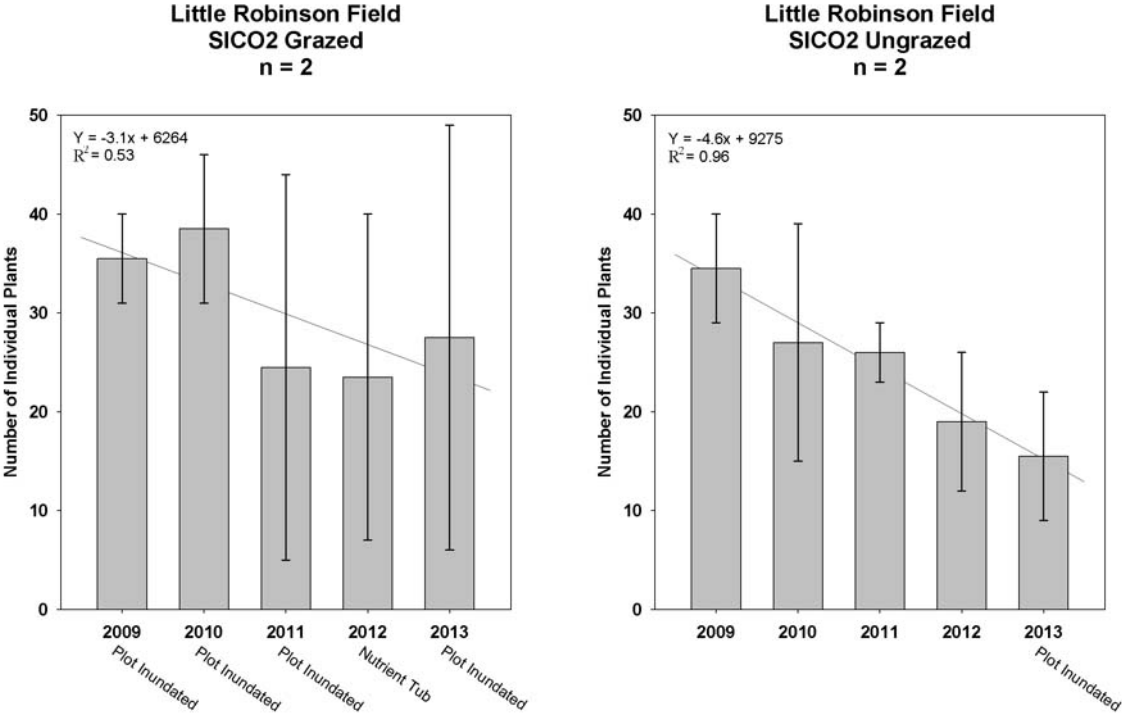 Little Robinson Field
SICO2 Grazed
n = 2
Y = -3.1x + 6264
R²= 0.53
Number of Individual Plants
50
40
30
20
10
0
2009
2010
2011
2012
2013
Plot Inundated
Plot Inundated
Plot Inundated
Nutrient Tub
Plot Inundated
Little Robinson Field
SICO2 Ungrazed
n = 2
Y = -4.6x + 9275
R²= 0.96
Number of Individual Plants
50
40
30
20
10
0
2009
2010
2011
2012
2013
Plot Inundated